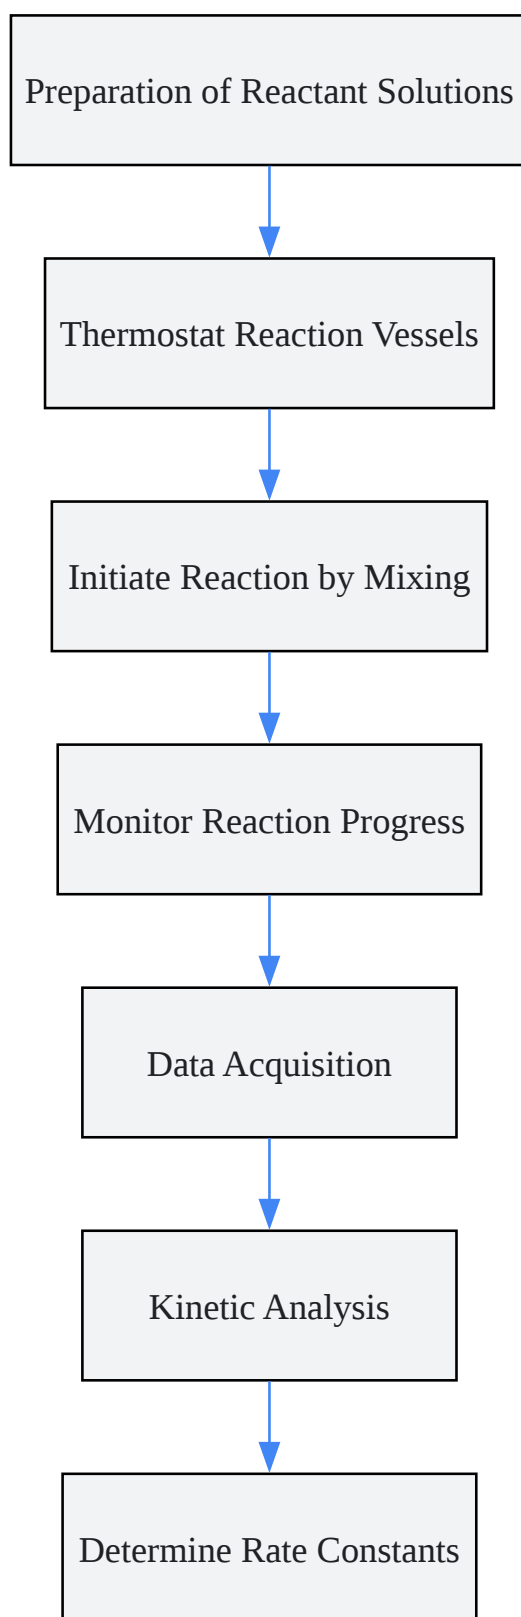 Preparation of Reactant Solutions
Thermostat Reaction Vessels
Initiate Reaction by Mixing
Monitor Reaction Progress
Data Acquisition
Kinetic Analysis
Determine Rate Constants